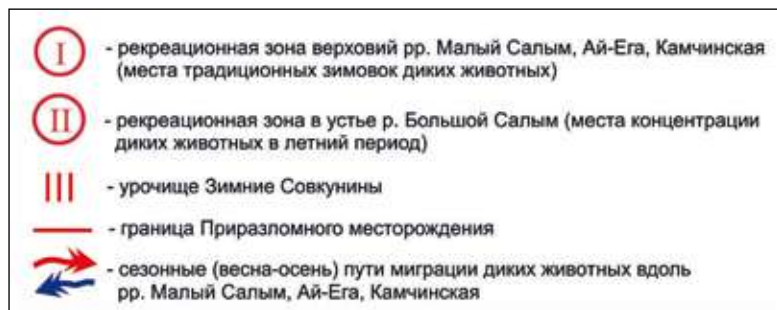 I - рекреационная зона верховий рр. Малый Салым, Ай-Ега, Камчинская
(места традиционных зимовок диких животных)
II - рекреационная зона в устье р. Большой Салым (места концентрации
диких животных в летний период)
III - урочище Зимние Совкунины
- граница Приразломного месторождения
- сезонные (весна-осень) пути миграции диких животных вдоль
рр. Малый Салым, Ай-Ега, Камчинская